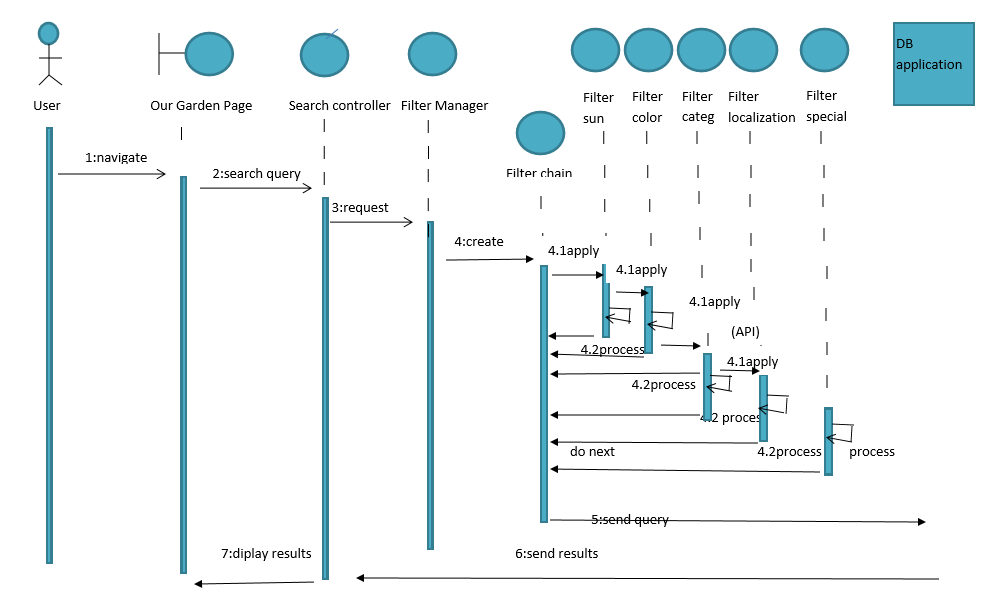 DB
application
User
Our Garden Page
Search controller
Filter Manager
Filter
sun
Filter
color
Filter
categ
Filter
localization
Filter
special
Filter chain
1:navigate
2:search query
3:request
4:create
4.1apply
4.1apply
4.1apply
(API)
4.2process
4.1apply
4.2process
4.2 process
do next
4.2process
process
5:send query
7:diplay results
6:send results